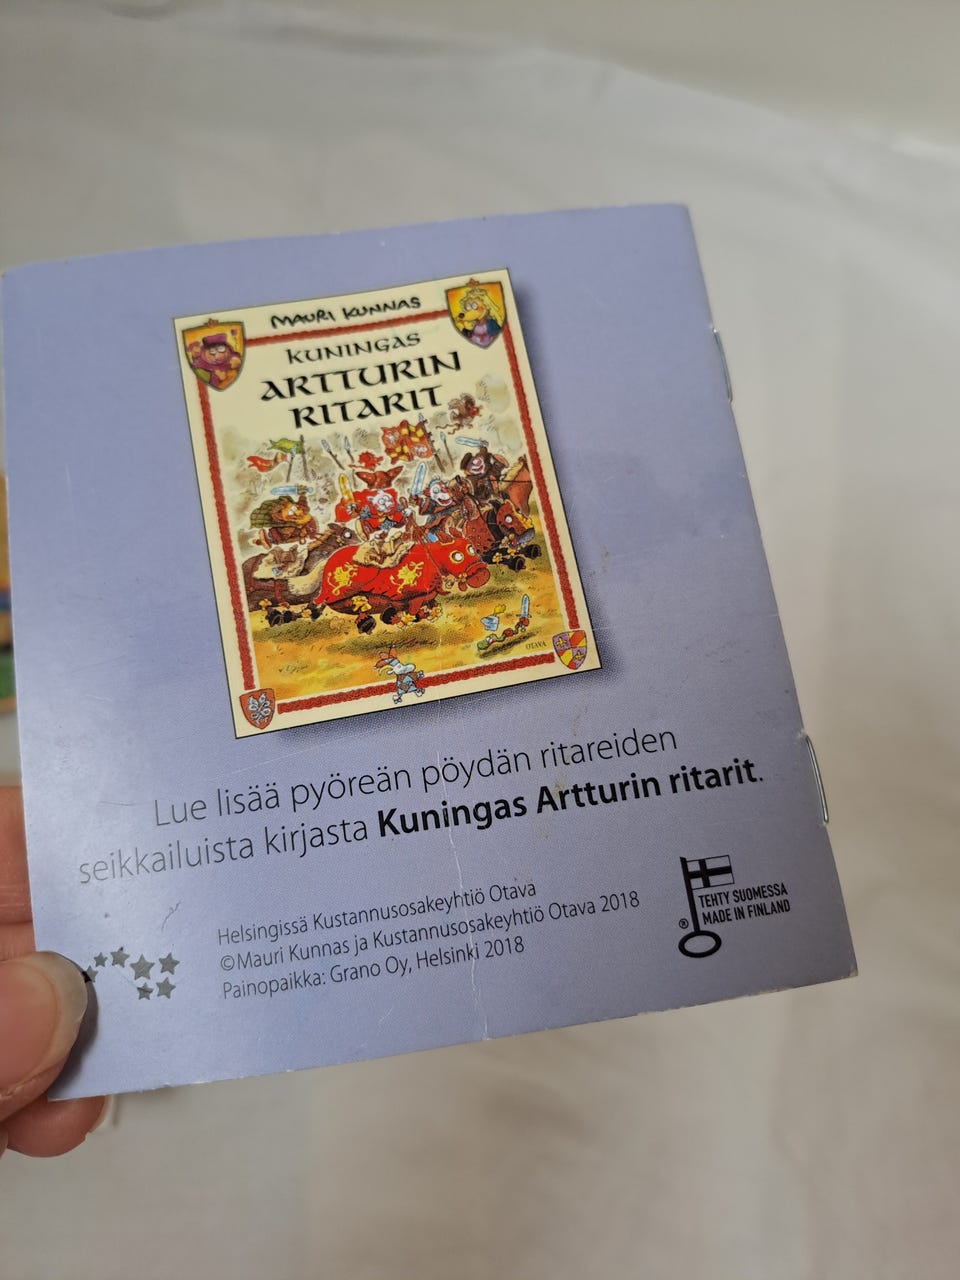 MAURI KUNNAS
KUNINGAS
ARTTURIN
RITARIT
OTAVA
Lue lisää pyöreän pöydän ritareiden
seikkailuista kirjasta Kuningas Artturin ritarit.
Helsingissä Kustannusosakeyhtiö Otava
©Mauri Kunnas ja Kustannusosakeyhtiö Otava 2018
Painopaikka: Grano Oy, Helsinki 2018
®
TEHTY SUOMESSA
MADE IN FINLAND